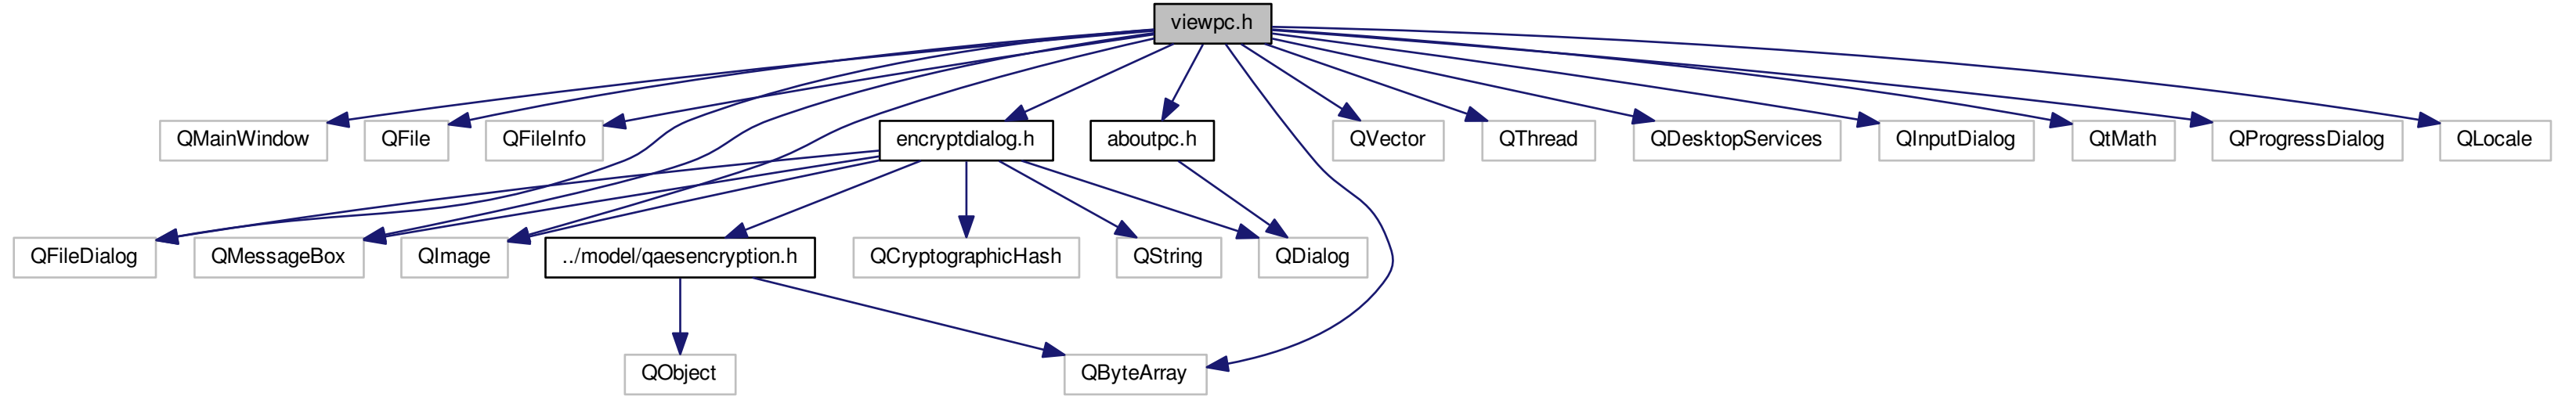 viewpc.h
QMainWindow
QFile
QFileInfo
encryptdialog.h
aboutpc.h
QVector
QThread
QDesktopServices
QInputDialog
QtMath
QProgressDialog
QLocale
QFileDialog
QMessageBox
QImage
../model/qaesencryption.h
QCryptographicHash
QString
QDialog
QObject
QByteArray